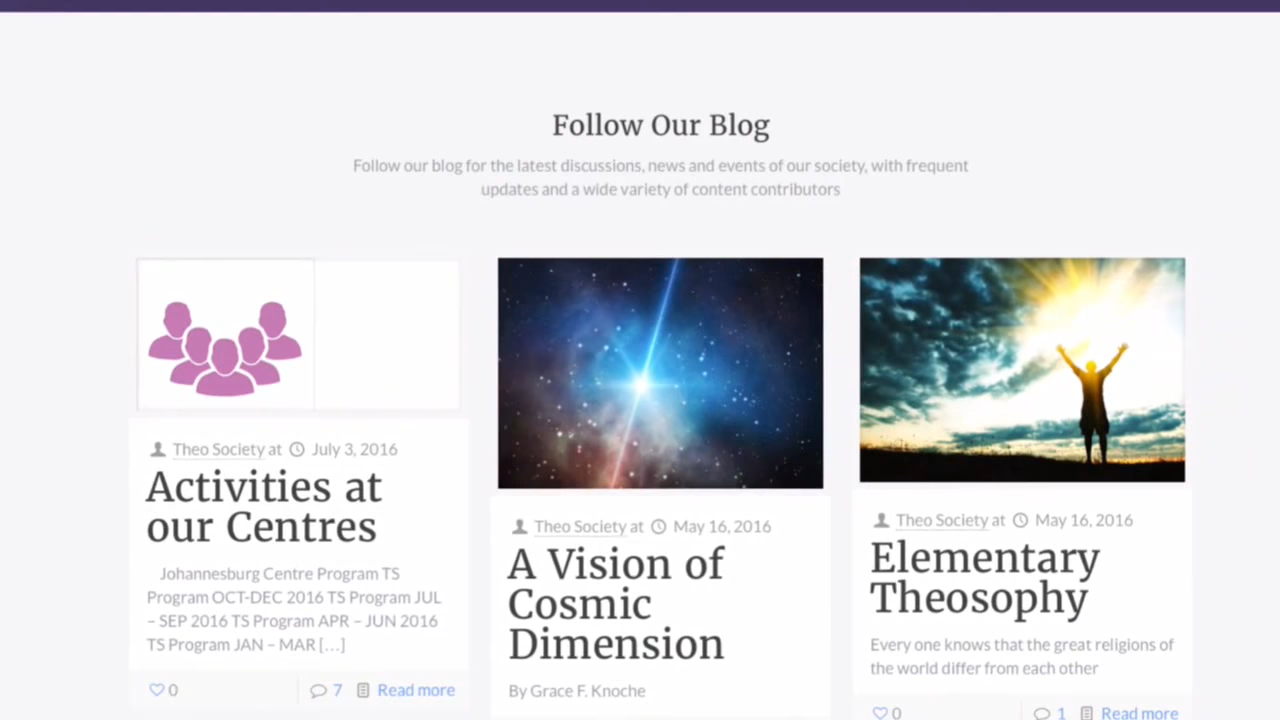 Follow Our Blog
Follow our blog for the latest discussions, news and events of our society, with frequent
updates and a wide variety of content contributors
Theo Society at July 3, 2016
Activities at
our Centres
Johannesburg Centre Program TS
Program OCT-DEC 2016 TS Program JUL
– SEP 2016 TS Program APR – JUN 2016
TS Program JAN – MAR […]
0 7 Read more
Theo Society at May 16, 2016
A Vision of
Cosmic
Dimension
By Grace F. Knoche
Theo Society at May 16, 2016
Elementary
Theosophy
Every one knows that the great religions of
the world differ from each other
0 1 Read more